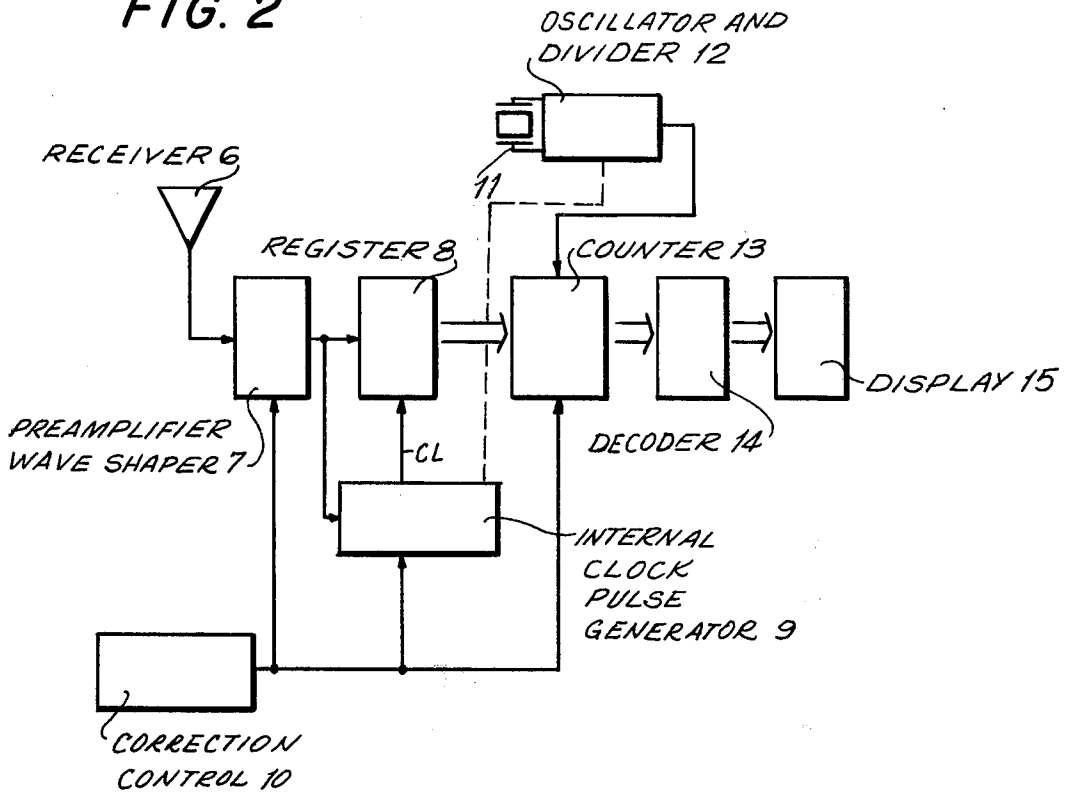 FIG. 2
OSCILLATOR AND
DIVIDER 12
RECEIVER 6
11
REGISTER 8
COUNTER 13
DISPLAY 15
PREAMPLIFIER
WAVE SHAPER 7
DECODER 14
CL
INTERNAL
CLOCK
PULSE
GENERATOR 9
CORRECTION
CONTROL 10